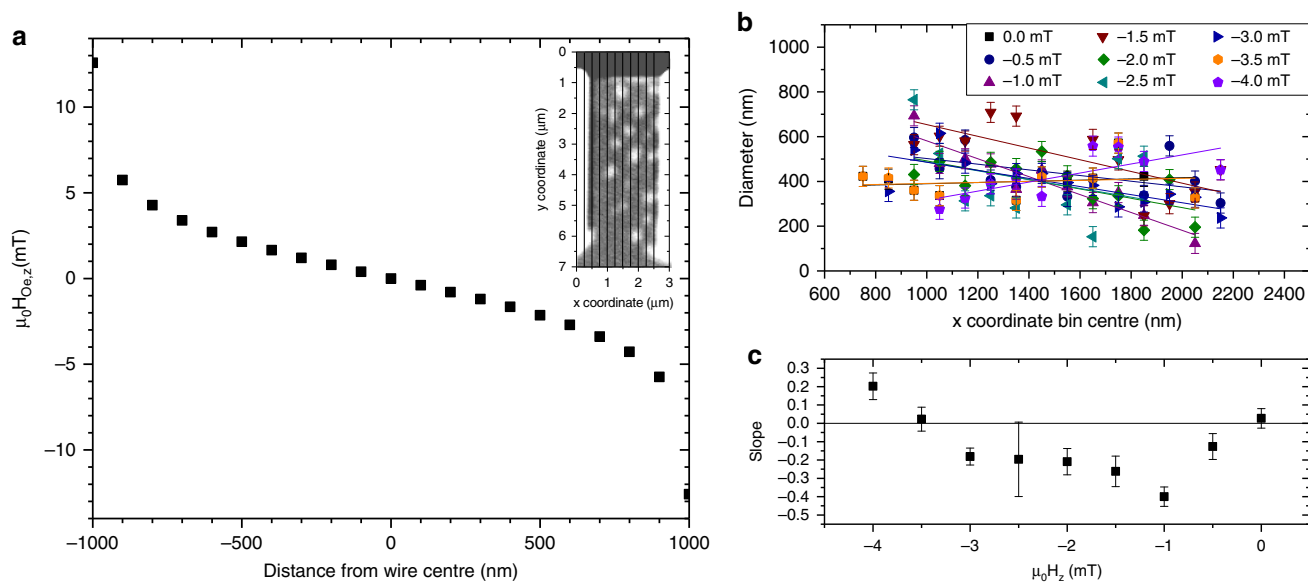 a
10
5
0
−5
−10
μ₀H_Oe,z(mT)
−1000
−500
0
500
1000
Distance from wire centre (nm)
0
1
2
3
4
5
6
7
y coordinate (μm)
0 1 2 3
x coordinate (μm)
b
0.0 mT
−0.5 mT
−1.0 mT
−1.5 mT
−2.0 mT
−2.5 mT
−3.0 mT
−3.5 mT
−4.0 mT
1000
800
600
400
200
0
Diameter (nm)
600 800 1000 1200 1400 1600 1800 2000 2200 2400
x coordinate bin centre (nm)
c
0.3
0.2
0.1
0.0
−0.1
−0.2
−0.3
−0.4
−0.5
Slope
−4 −3 −2 −1 0
μ₀H_z (mT)